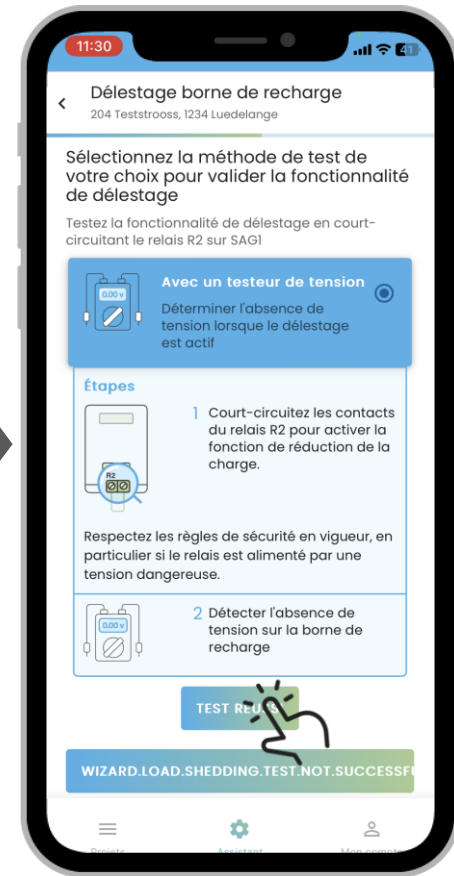 11:30
41
Délestage borne de recharge
204 Teststrooss, 1234 Luedelange
Sélectionnez la méthode de test de
votre choix pour valider la fonctionnalité
de délestage
Testez la fonctionnalité de délestage en court-
circuitant le relais R2 sur SAG1
0.00 v
Avec un testeur de tension
Déterminer l'absence de
tension lorsque le délestage
est actif
Étapes
R2
1 Court-circuitez les contacts
du relais R2 pour activer la
fonction de réduction de la
charge.
Respectez les règles de sécurité en vigueur, en
particulier si le relais est alimenté par une
tension dangereuse.
0.00 v
2 Détecter l'absence de
tension sur la borne de
recharge
TEST
WIZARD.LOAD.SHEDDING.TEST.NOT.SUCCESSFU
Projets
Assistant
Mon compte